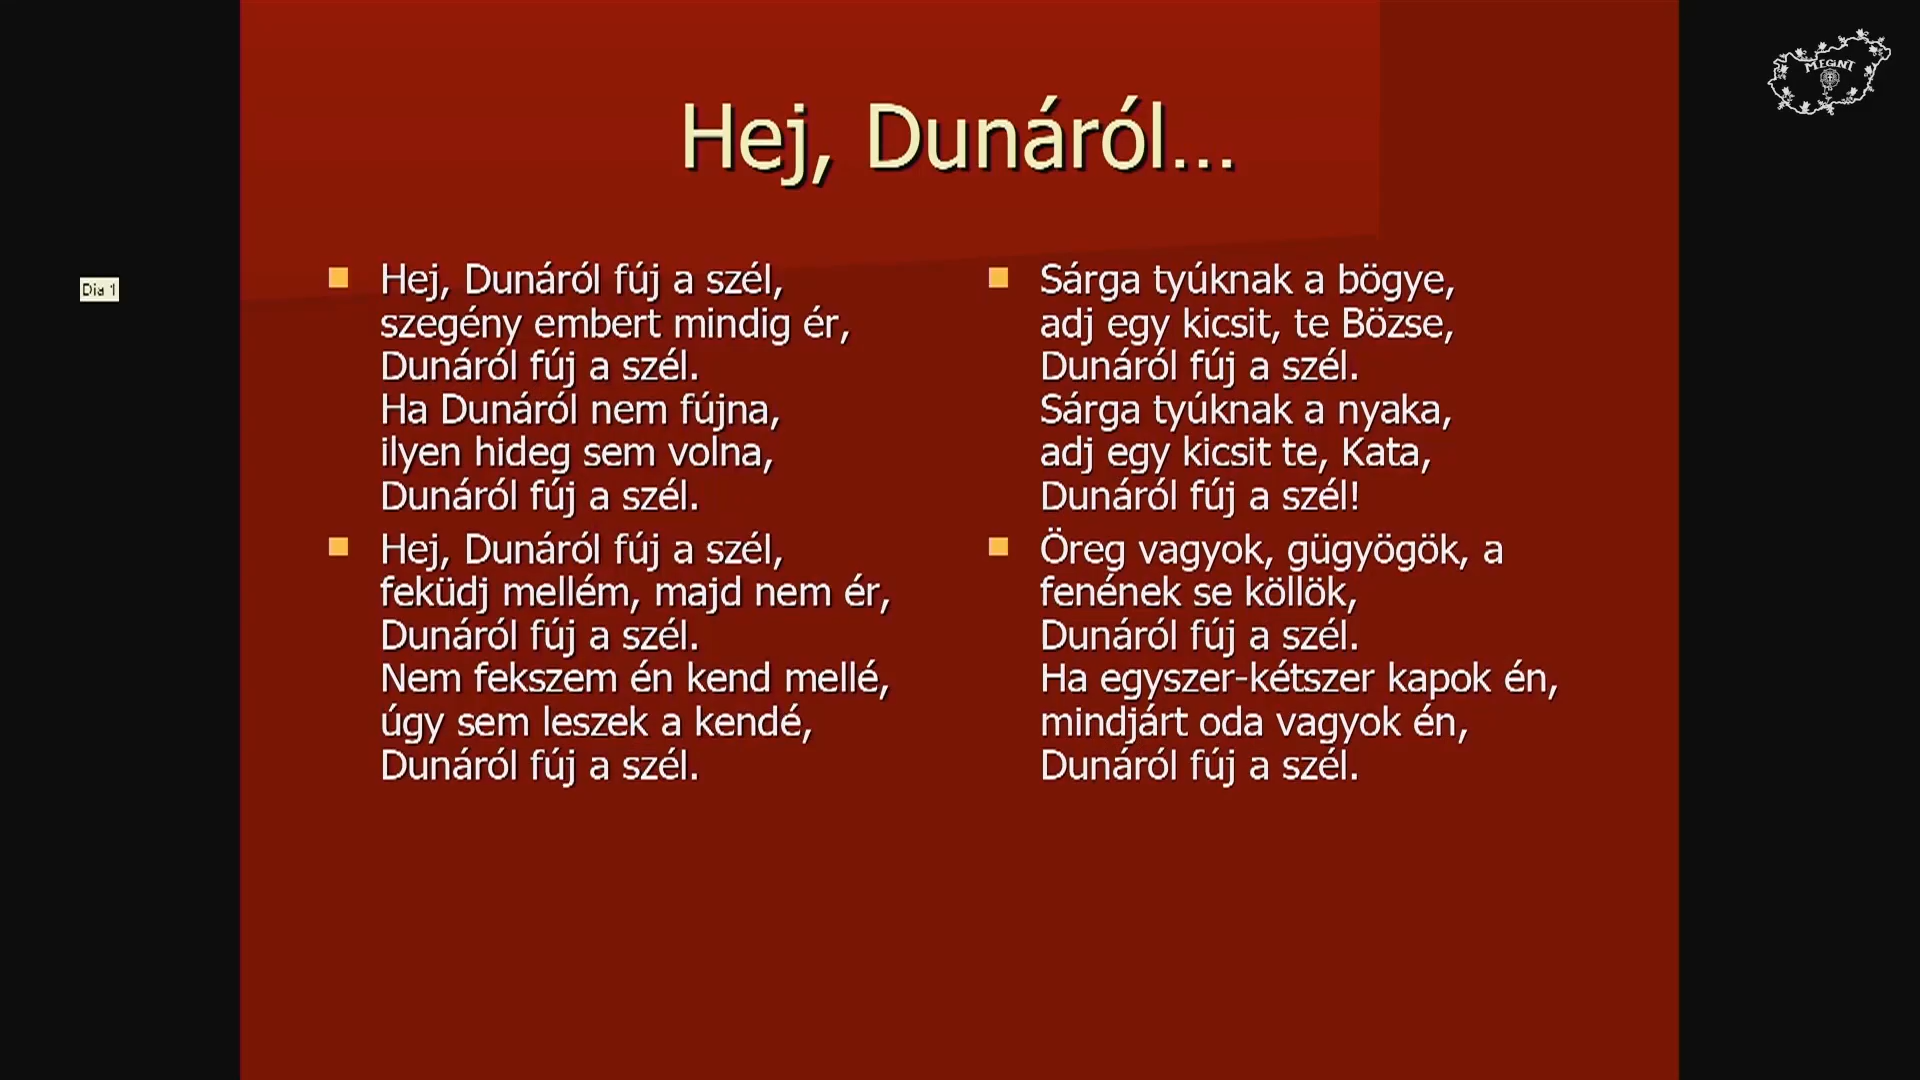 Hej, Dunáról...
Hej, Dunáról fúj a szél,
szegény embert mindig ér,
Dunáról fúj a szél.
Ha Dunáról nem fújna,
ilyen hideg sem volna,
Dunáról fúj a szél.
Hej, Dunáról fúj a szél,
feküdj mellém, majd nem ér,
Dunáról fúj a szél.
Nem fekszem én kend mellé,
úgy sem leszek a kendé,
Dunáról fúj a szél.
Sárga tyúknak a bögye,
adj egy kicsit, te Bözse,
Dunáról fúj a szél.
Sárga tyúknak a nyaka,
adj egy kicsit te, Kata,
Dunáról fúj a szél!
Öreg vagyok, gügyögök, a
fenének se köllök,
Dunáról fúj a szél.
Ha egyszer-kétszer kapok én,
mindjárt oda vagyok én,
Dunáról fúj a szél.
Dia 1
MEGINT